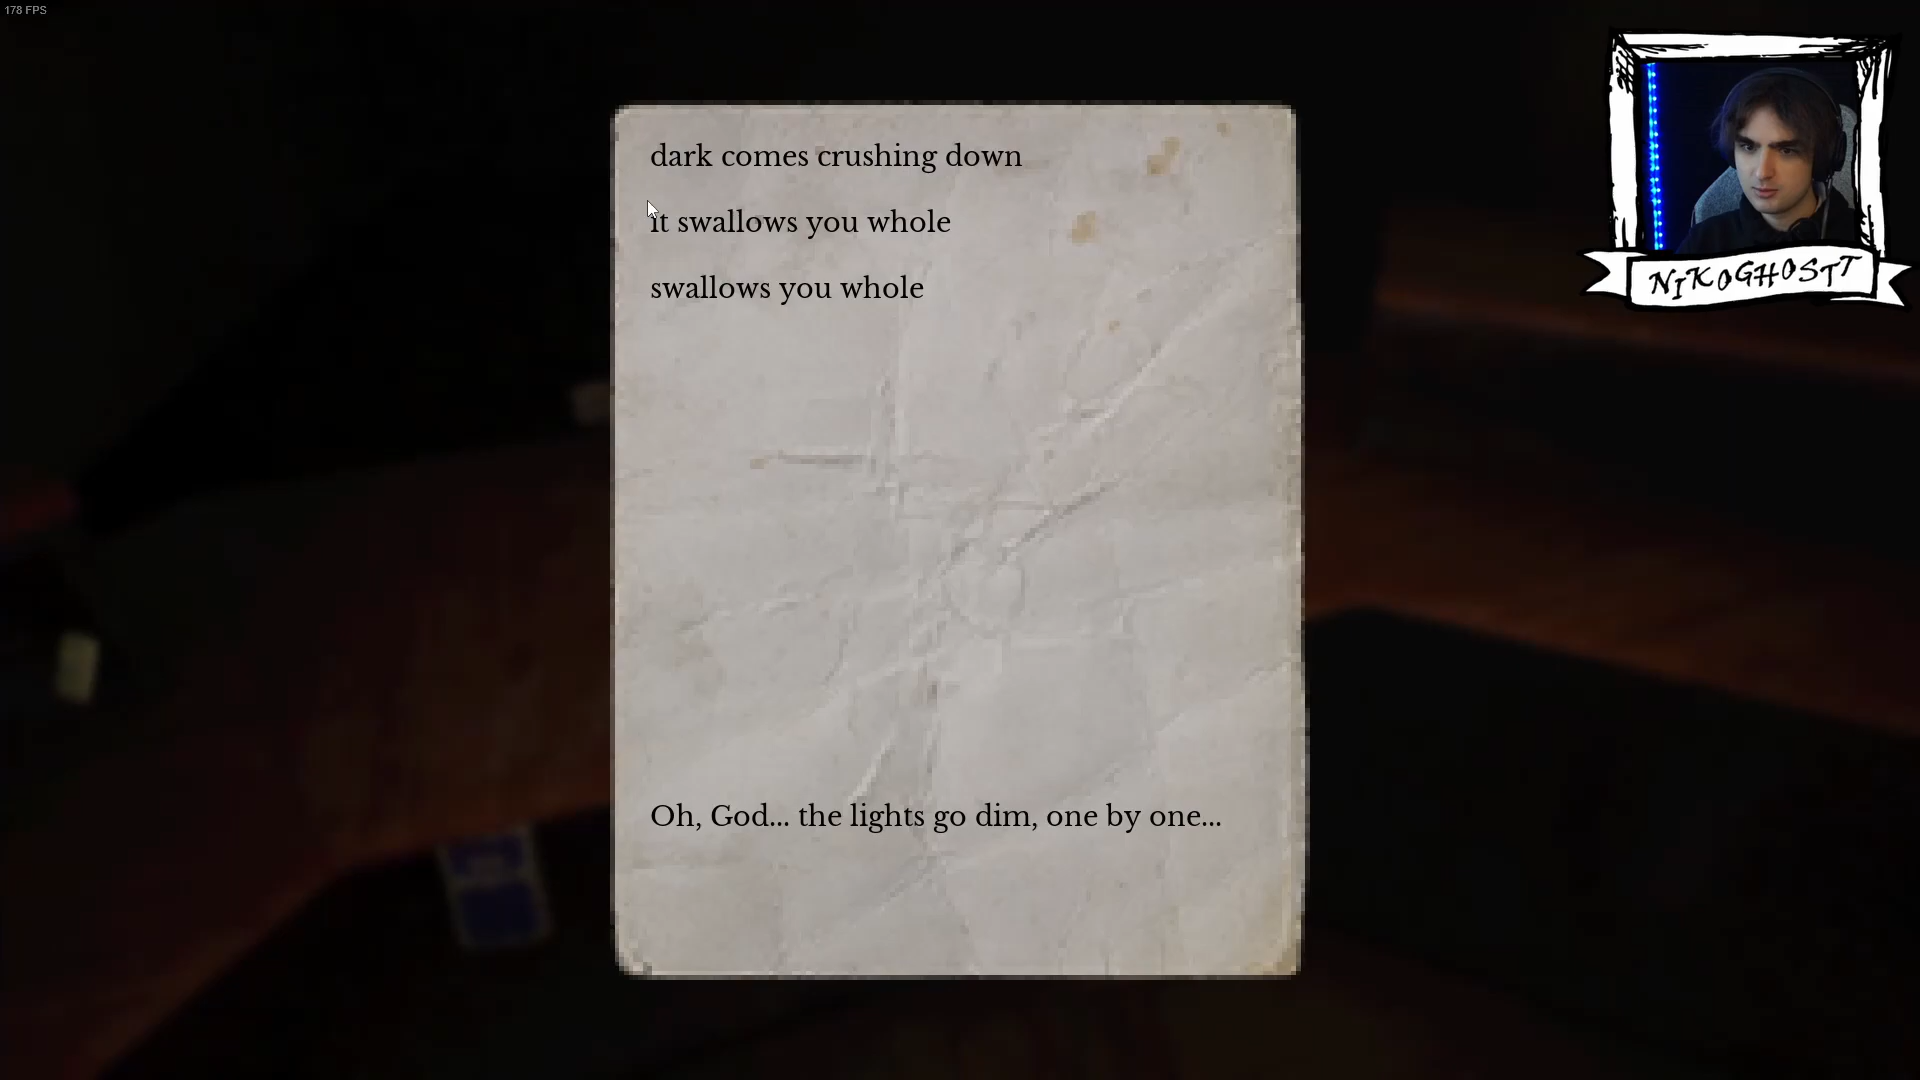 178 FPS
dark comes crushing down
it swallows you whole
swallows you whole
Oh, God... the lights go dim, one by one...
NIKOGHOSTT